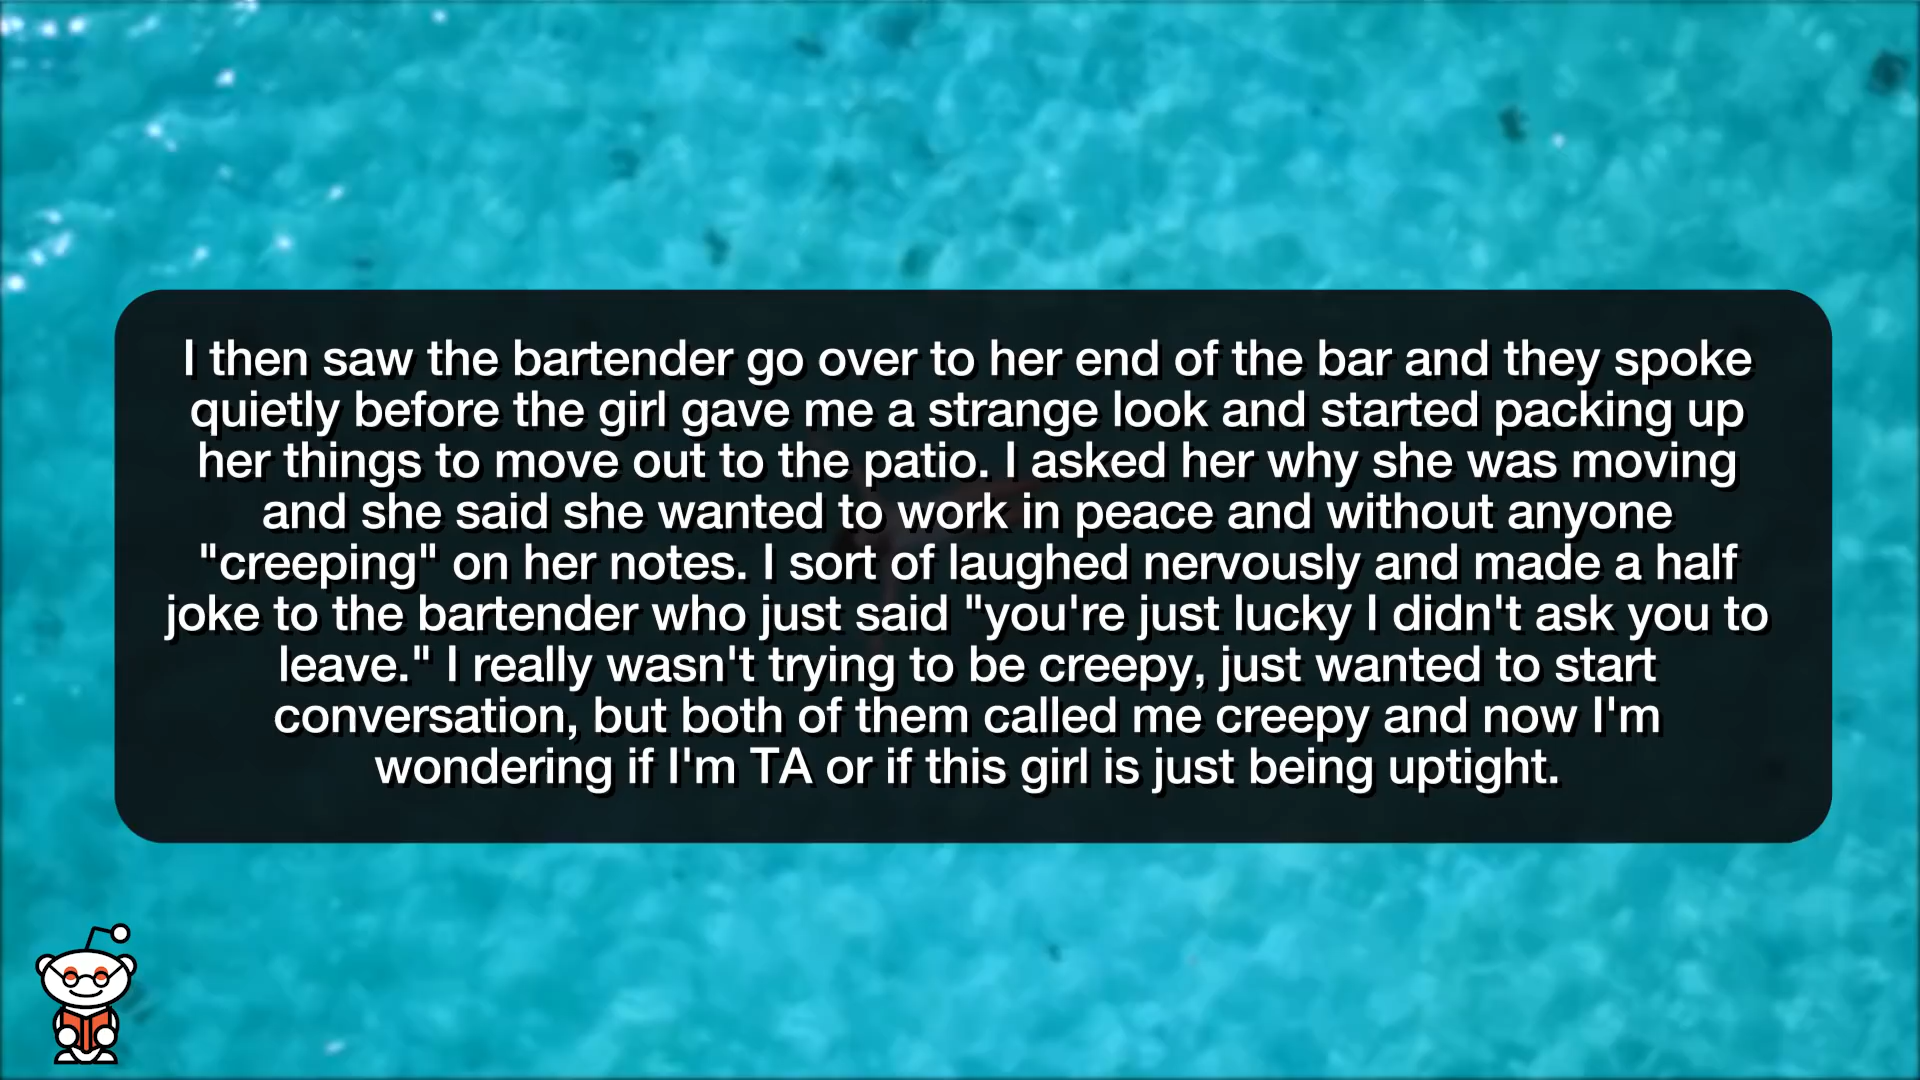 I then saw the bartender go over to her end of the bar and they spoke
quietly before the girl gave me a strange look and started packing up
her things to move out to the patio. I asked her why she was moving
and she said she wanted to work in peace and without anyone
"creeping" on her notes. I sort of laughed nervously and made a half
joke to the bartender who just said "you're just lucky I didn't ask you to
leave." I really wasn't trying to be creepy, just wanted to start
conversation, but both of them called me creepy and now I'm
wondering if I'm TA or if this girl is just being uptight.